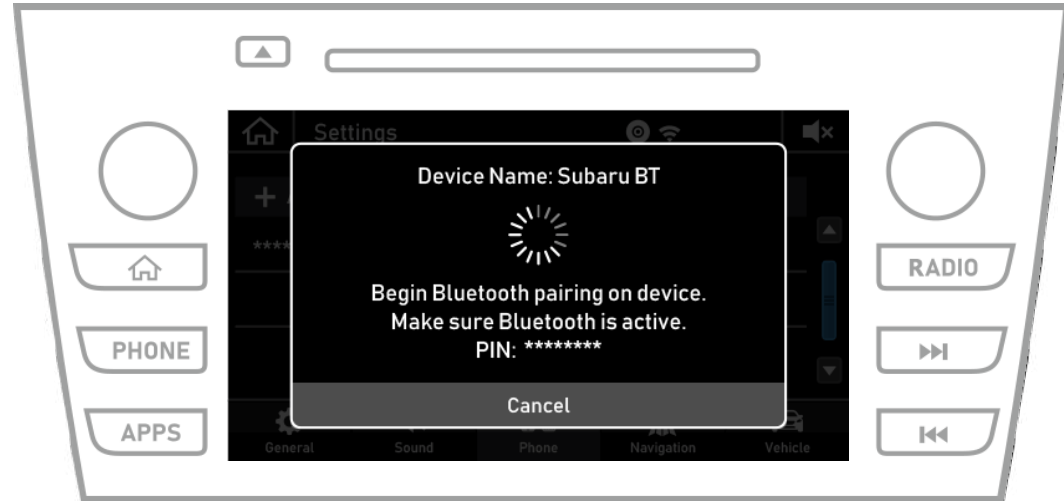 Settings
Device Name: Subaru BT
****
Begin Bluetooth pairing on device.
Make sure Bluetooth is active.
PIN: ********
Cancel
General Sound Phone Navigation Vehicle
PHONE
APPS
RADIO